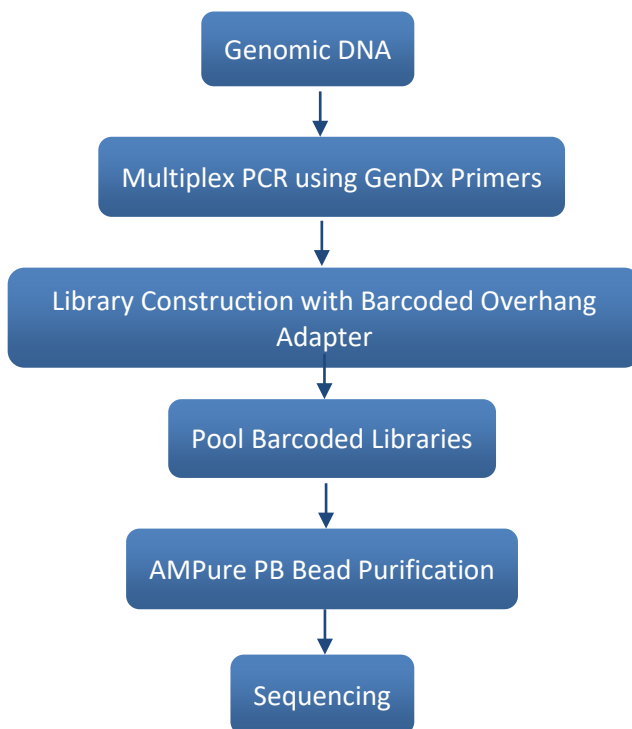 Genomic DNA
Multiplex PCR using GenDx Primers
Library Construction with Barcoded Overhang
Adapter
Pool Barcoded Libraries
AMPure PB Bead Purification
Sequencing